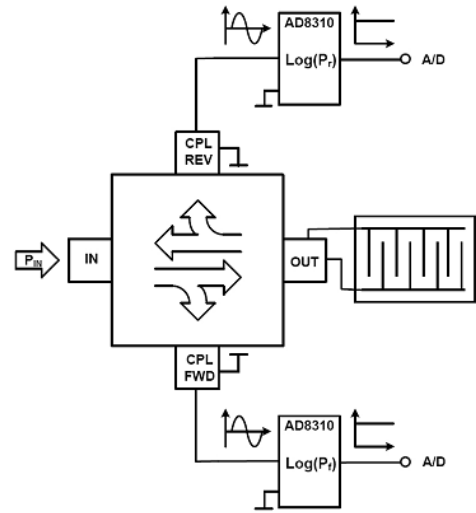 AD8310
Log(Pr)
A/D
CPL
REV
PIN
IN
OUT
CPL
FWD
AD8310
Log(Pf)
A/D